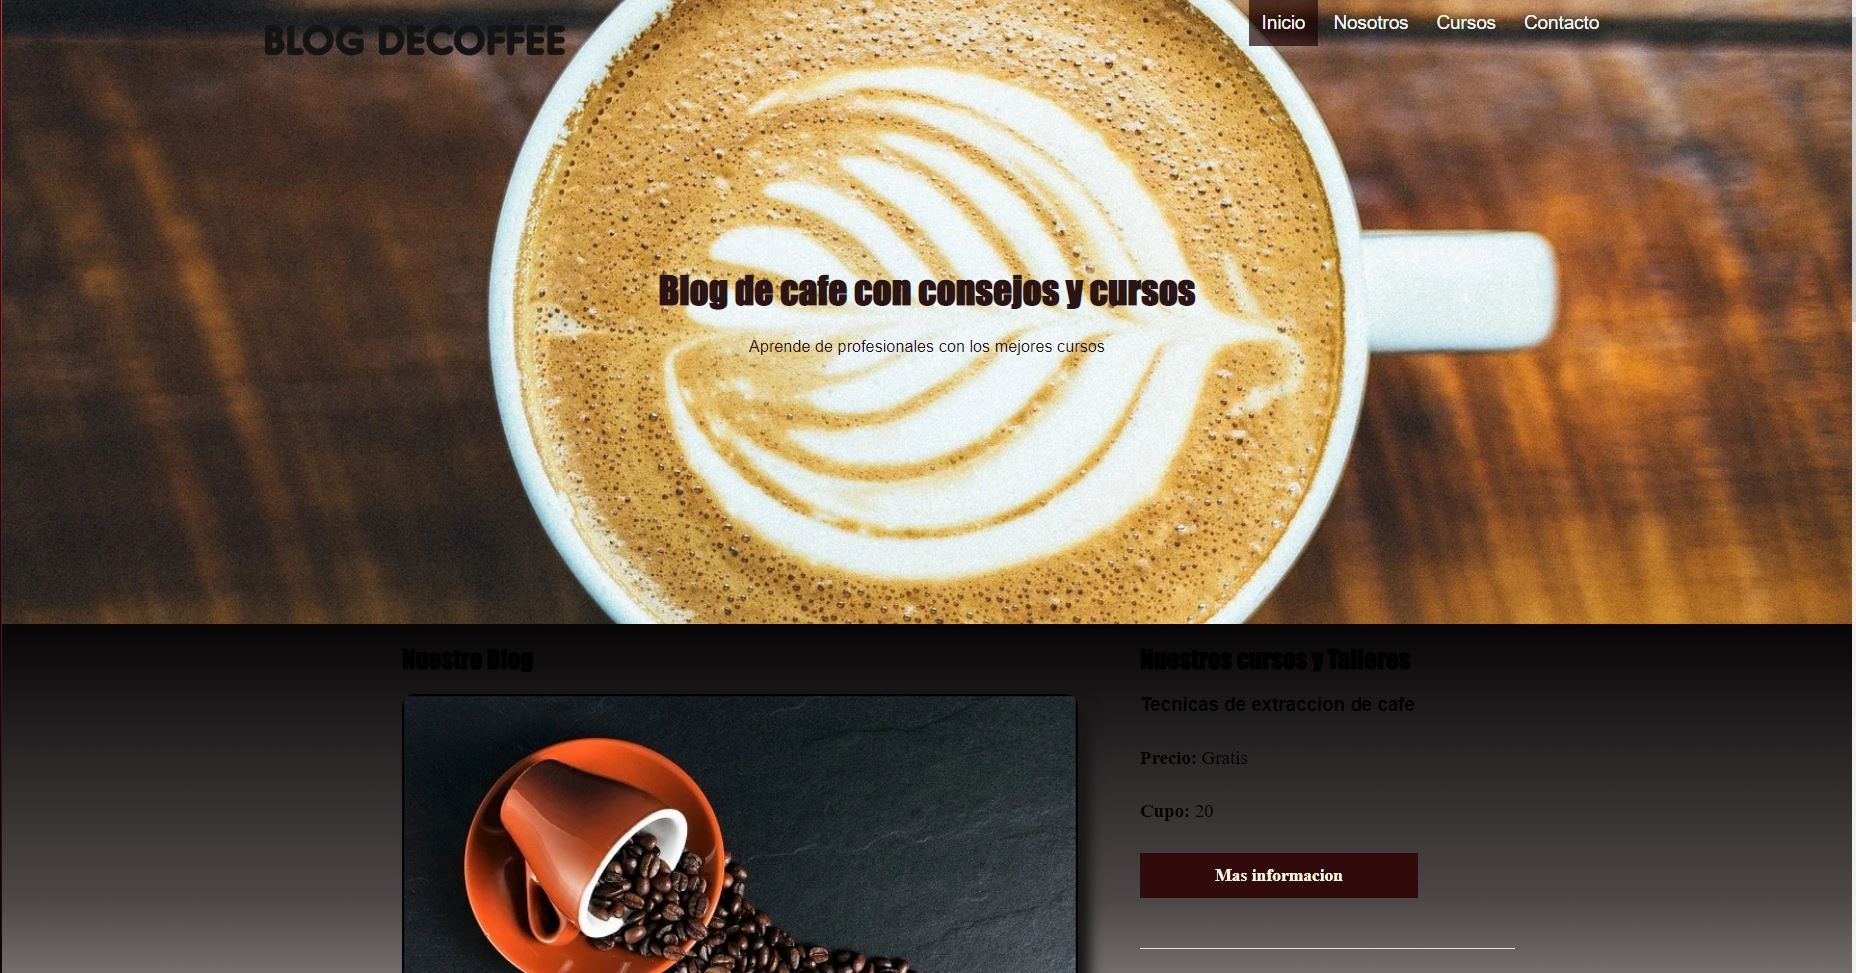 BLOG DECOFFEE
Inicio Nosotros Cursos Contacto
Blog de cafe con consejos y cursos
Aprende de profesionales con los mejores cursos
Nuestro Blog
Nuestros cursos y Talleres
Tecnicas de extraccion de cafe
Precio: Gratis
Cupo: 20
Mas informacion